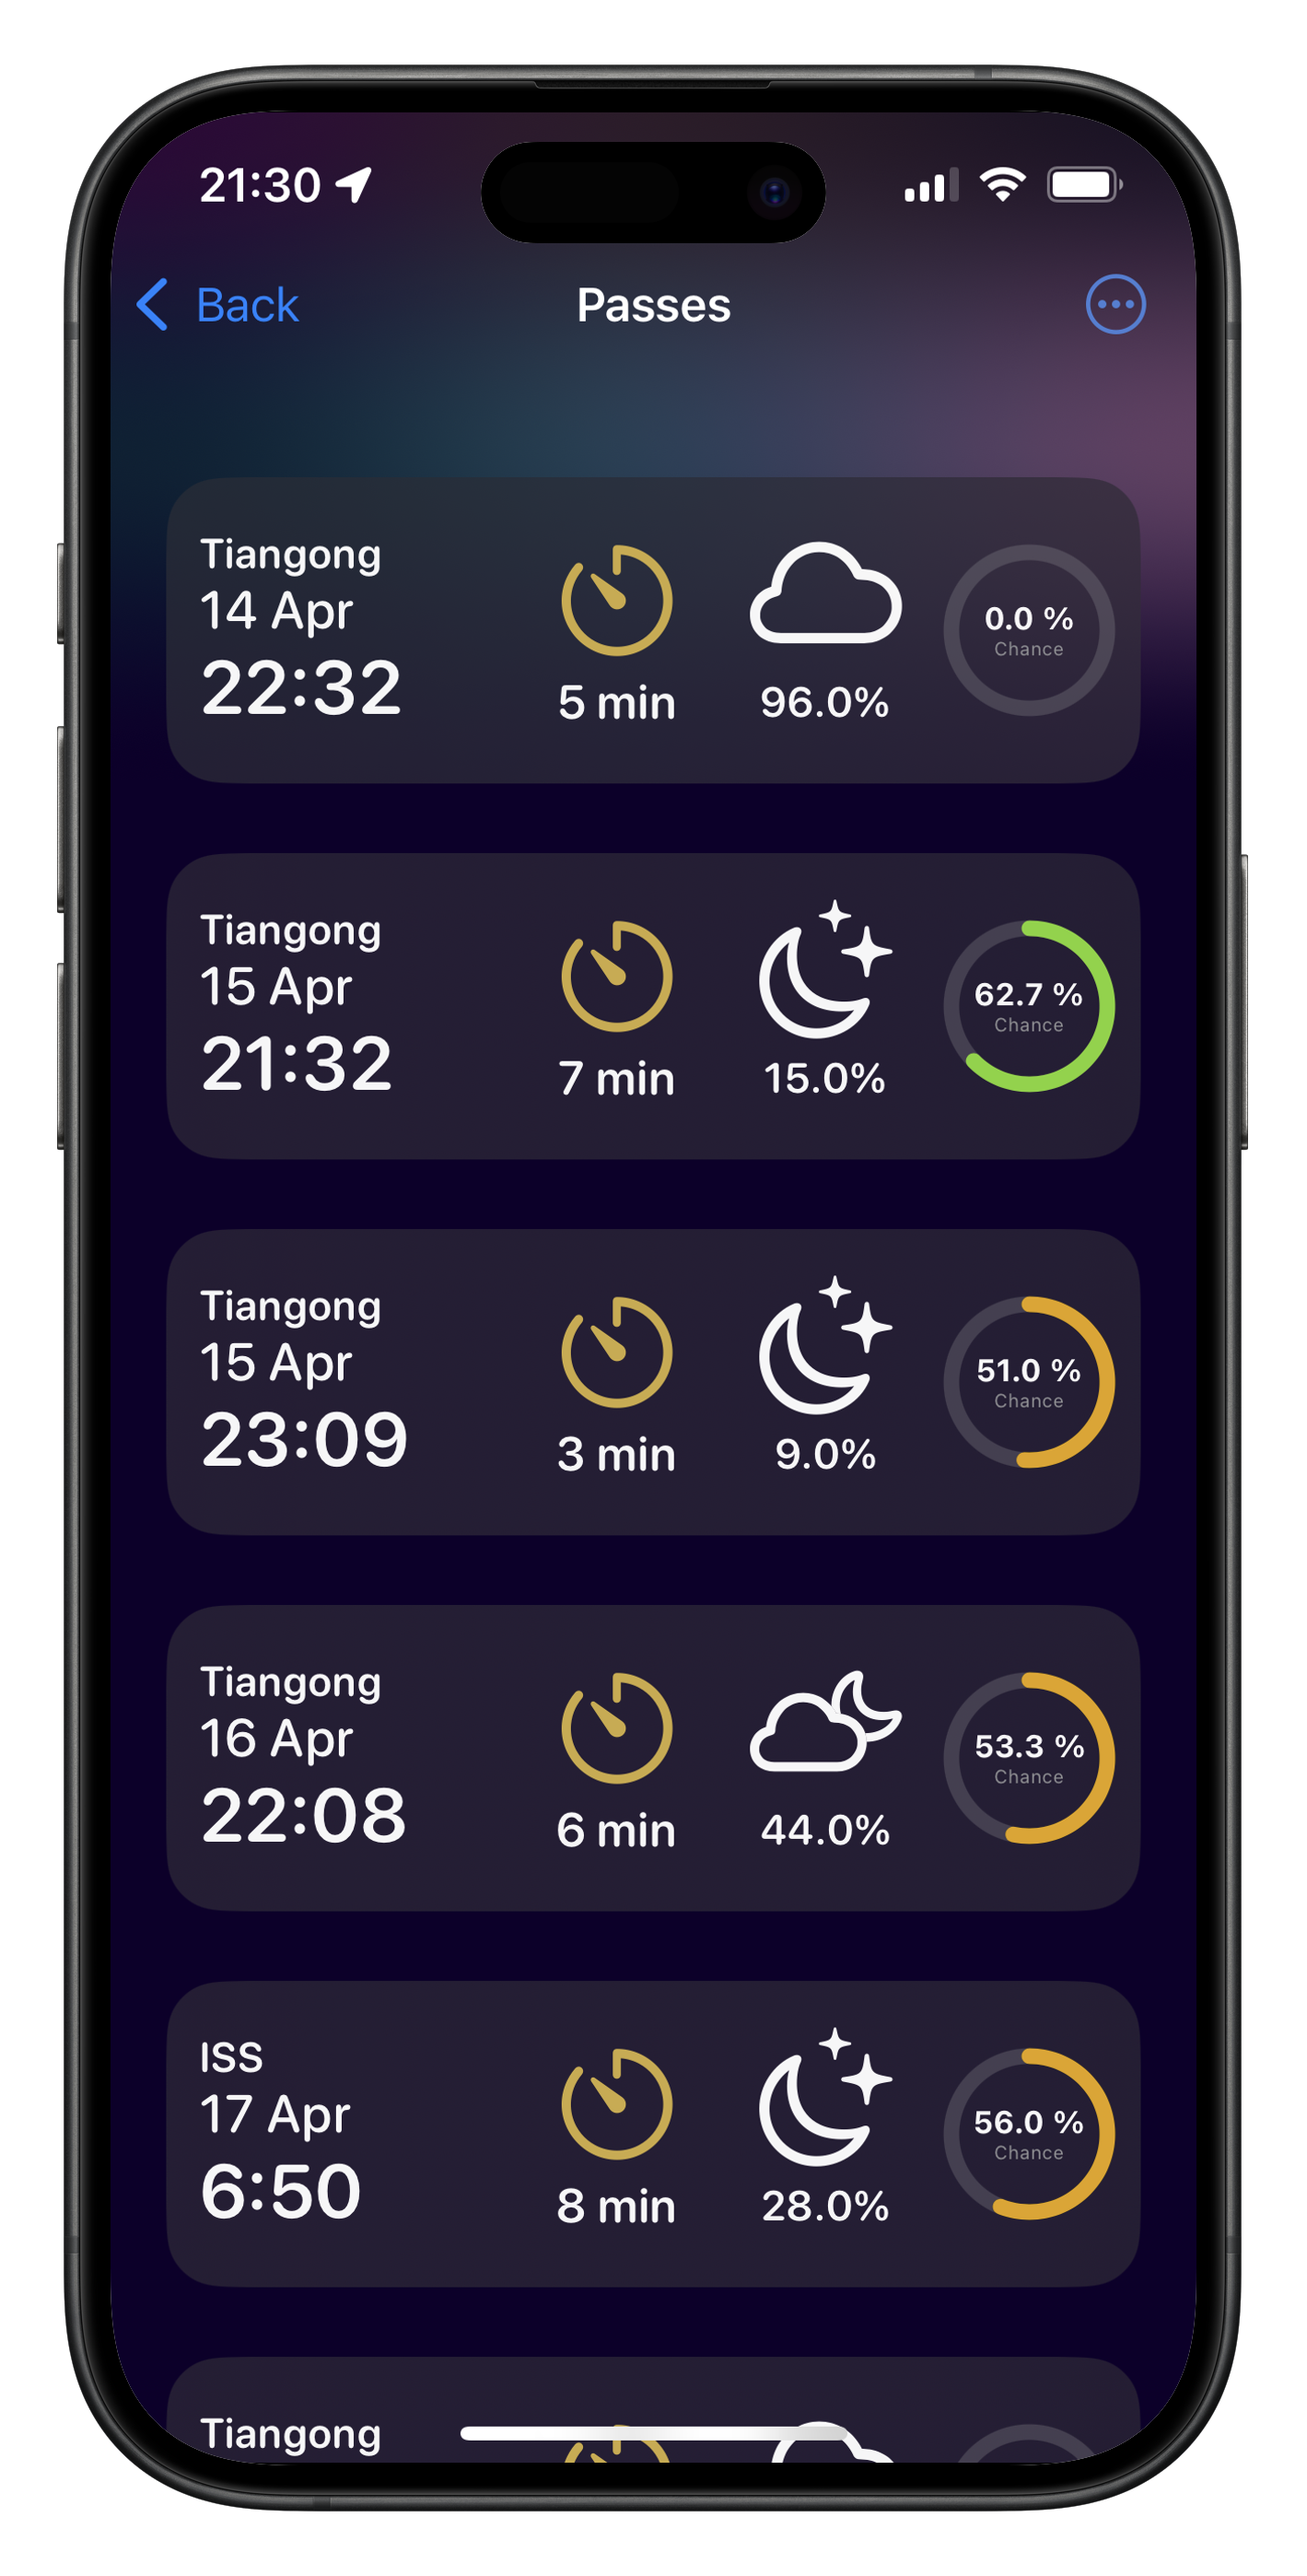 21:30
Back
Passes
Tiangong
14 Apr
22:32
5 min
96.0%
0.0 %
Chance
Tiangong
15 Apr
21:32
7 min
15.0%
62.7 %
Chance
Tiangong
15 Apr
23:09
3 min
9.0%
51.0 %
Chance
Tiangong
16 Apr
22:08
6 min
44.0%
53.3 %
Chance
ISS
17 Apr
6:50
8 min
28.0%
56.0 %
Chance
Tiangong